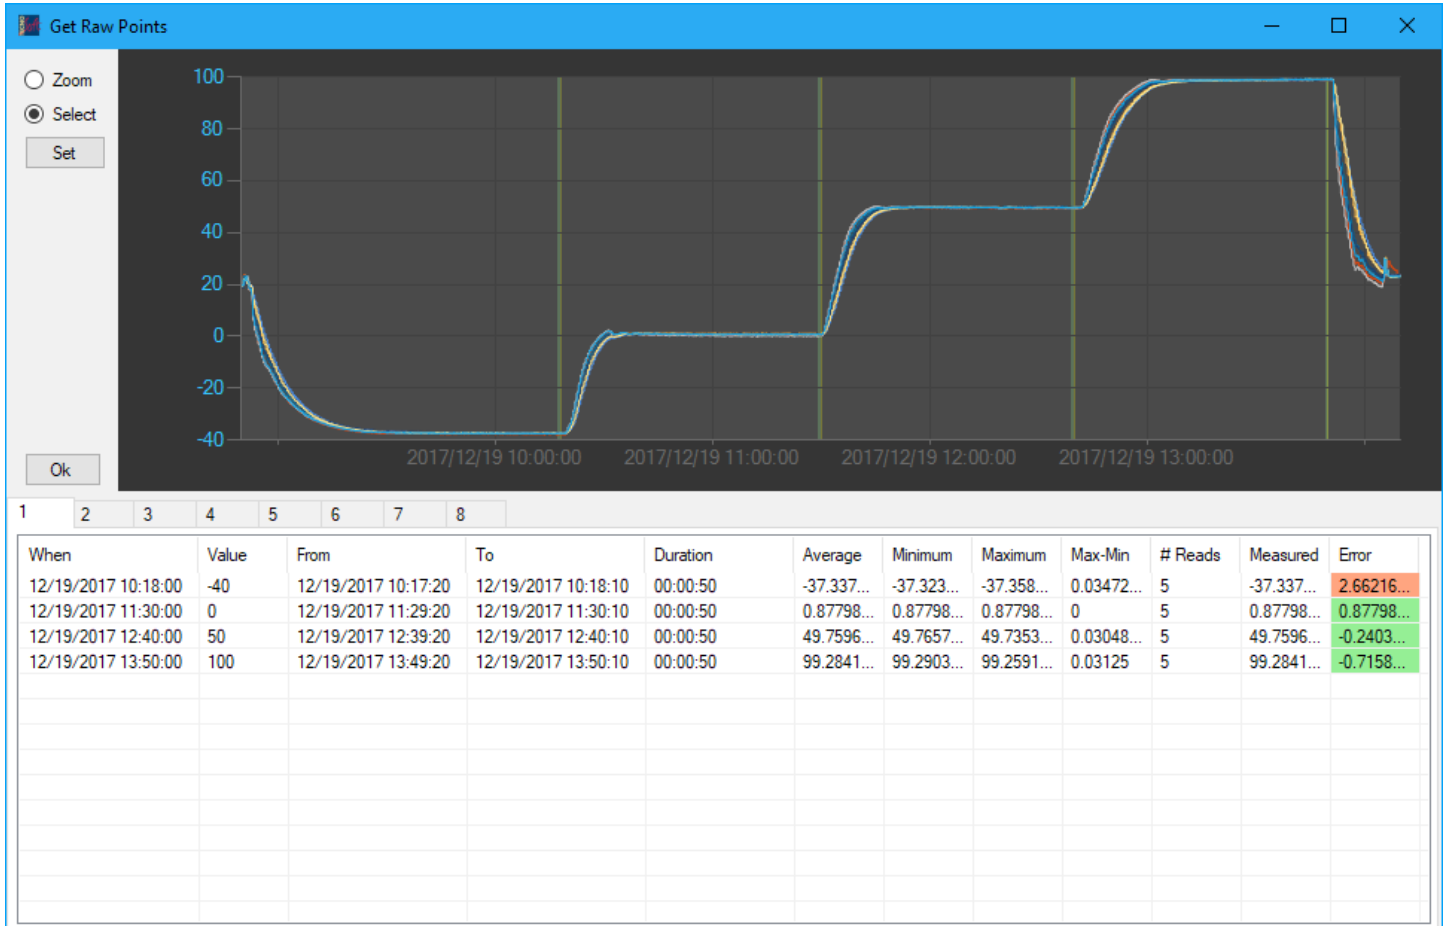 Get Raw Points
Zoom
Select
Set
Ok
100
80
60
40
20
0
-20
-40
2017/12/19 10:00:00 2017/12/19 11:00:00 2017/12/19 12:00:00 2017/12/19 13:00:00
1 2 3 4 5 6 7 8
When Value From To Duration Average Minimum Maximum Max-Min # Reads Measured Error
12/19/2017 10:18:00 -40 12/19/2017 10:17:20 12/19/2017 10:18:10 00:00:50 -37.337... -37.323... -37.358... 0.03472... 5 -37.337... 2.66216...
12/19/2017 11:30:00 0 12/19/2017 11:29:20 12/19/2017 11:30:10 00:00:50 0.87798... 0.87798... 0.87798... 0 5 0.87798... 0.87798...
12/19/2017 12:40:00 50 12/19/2017 12:39:20 12/19/2017 12:40:10 00:00:50 49.7596... 49.7657... 49.7353... 0.03048... 5 49.7596... -0.2403...
12/19/2017 13:50:00 100 12/19/2017 13:49:20 12/19/2017 13:50:10 00:00:50 99.2841... 99.2903... 99.2591... 0.03125 5 99.2841... -0.7158...